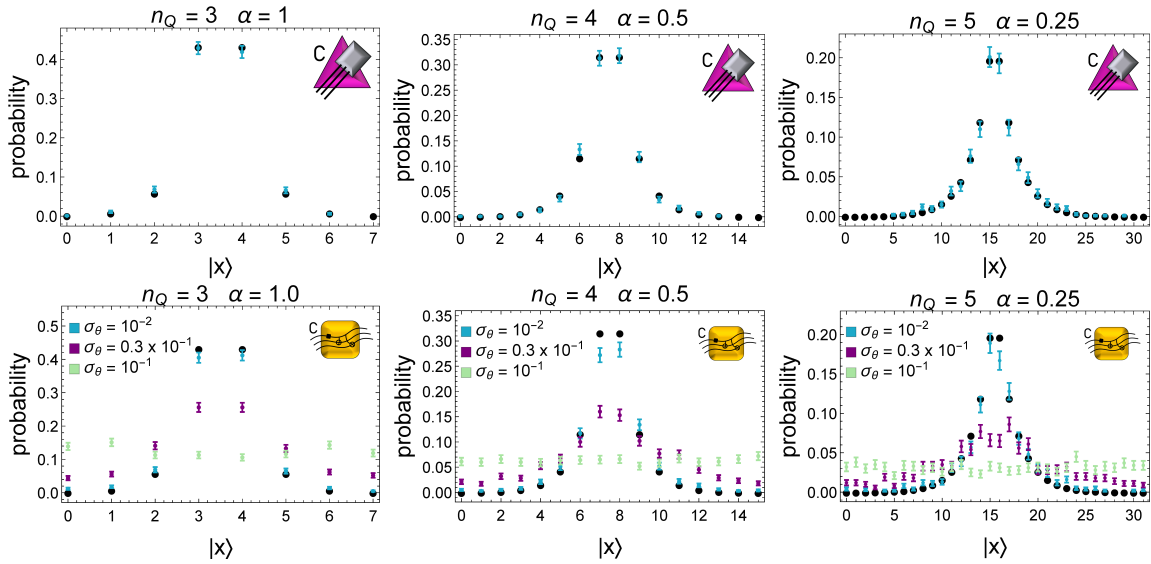 n_Q = 3 α = 1
probability
0.4
0.3
0.2
0.1
0.0
0 1 2 3 4 5 6 7
|x⟩
C
n_Q = 4 α = 0.5
probability
0.35
0.30
0.25
0.20
0.15
0.10
0.05
0.00
0 2 4 6 8 10 12 14
|x⟩
C
n_Q = 5 α = 0.25
probability
0.20
0.15
0.10
0.05
0.00
0 5 10 15 20 25 30
|x⟩
C
n_Q = 3 α = 1.0
probability
0.5
0.4
0.3
0.2
0.1
0.0
σ_θ = 10⁻²
σ_θ = 0.3 x 10⁻¹
σ_θ = 10⁻¹
C
0 1 2 3 4 5 6 7
|x⟩
n_Q = 4 α = 0.5
probability
0.35
0.30
0.25
0.20
0.15
0.10
0.05
0.00
σ_θ = 10⁻²
σ_θ = 0.3 x 10⁻¹
σ_θ = 10⁻¹
C
0 2 4 6 8 10 12 14
|x⟩
n_Q = 5 α = 0.25
probability
0.20
0.15
0.10
0.05
0.00
σ_θ = 10⁻²
σ_θ = 0.3 x 10⁻¹
σ_θ = 10⁻¹
C
0 5 10 15 20 25 30
|x⟩